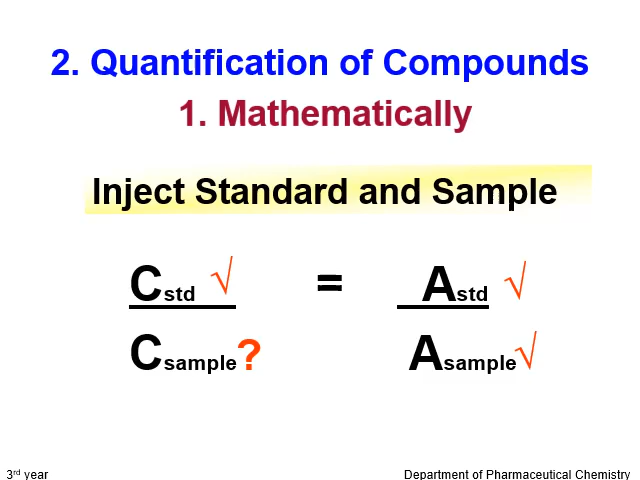 2. Quantification of Compounds
1. Mathematically
Inject Standard and Sample
Cstd √ = Astd √
Csample? Asample√
3rd year
Department of Pharmaceutical Chemistry